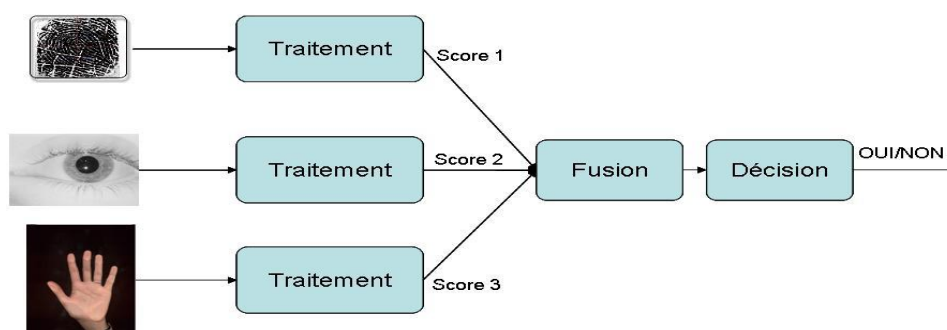 Traitement
Score 1
Traitement
Score 2
Fusion
Décision
OUI/NON
Traitement
Score 3